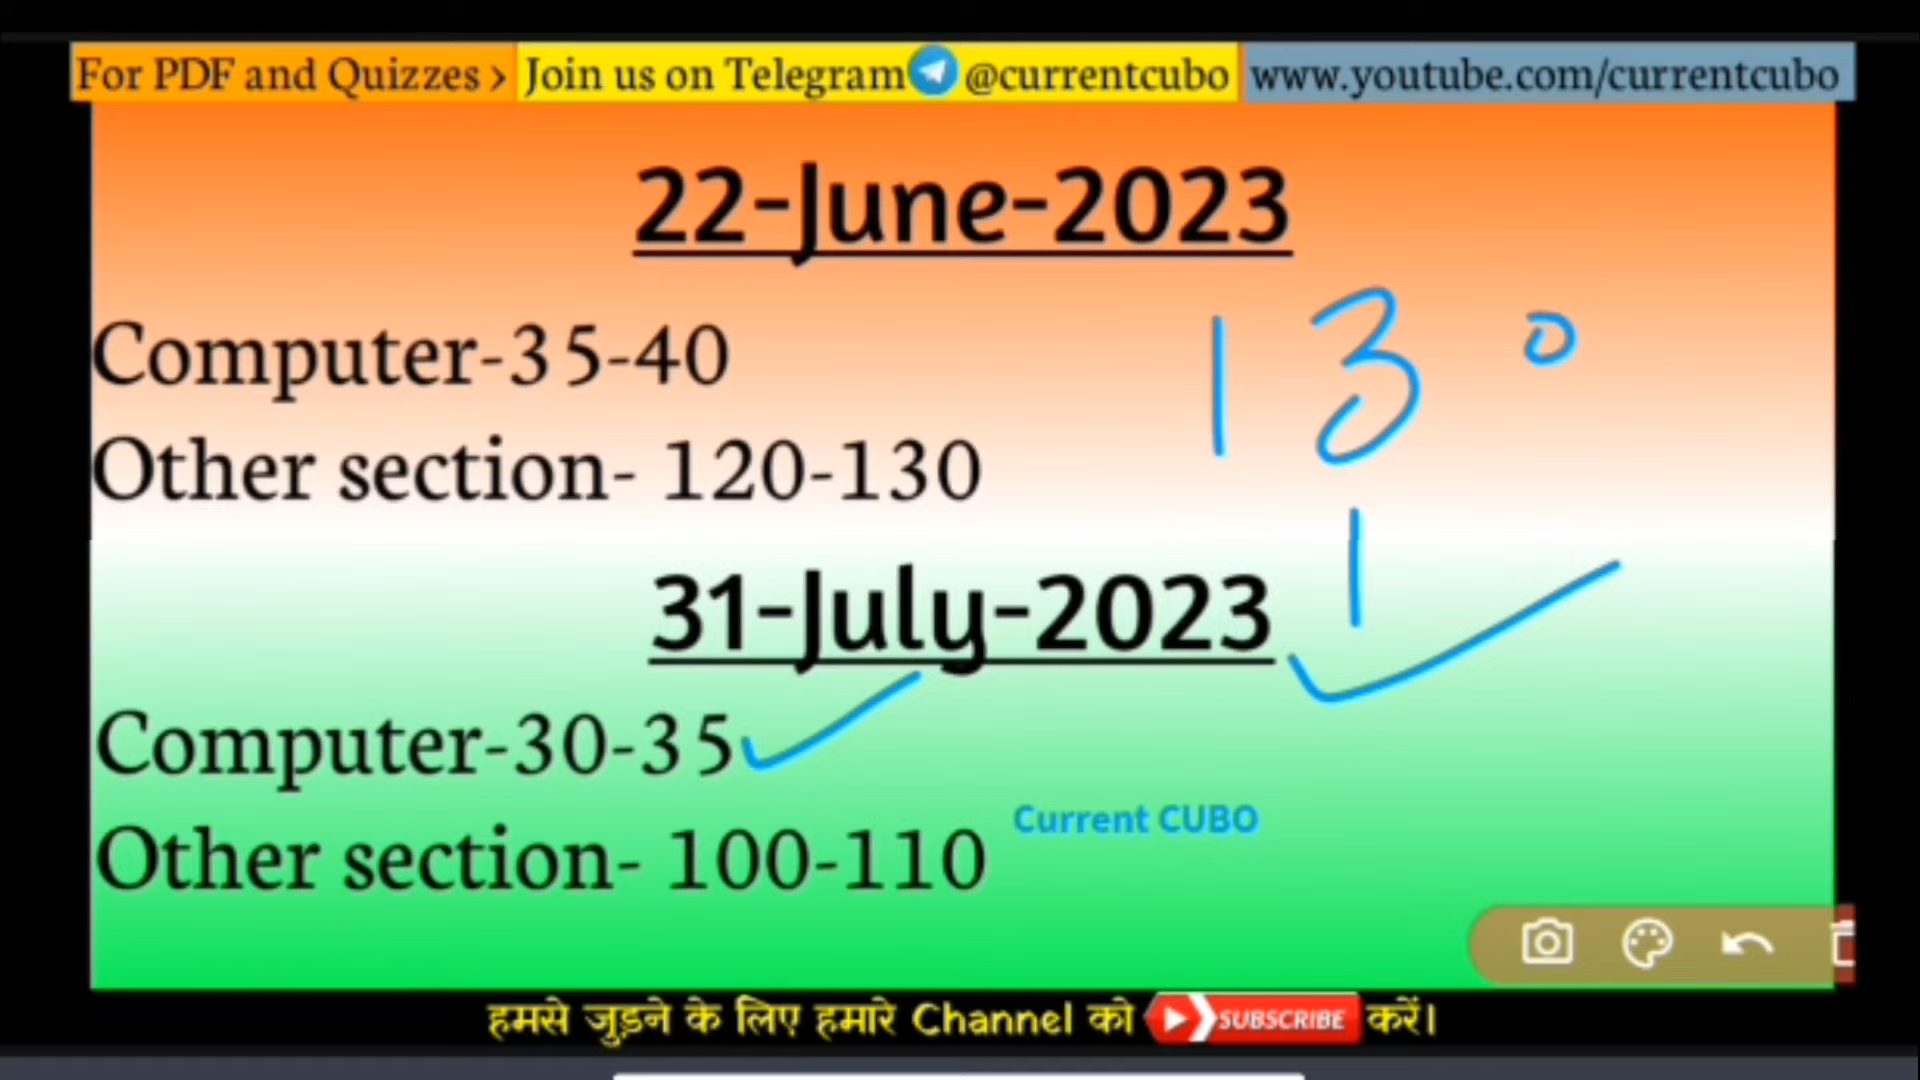 For PDF and Quizzes > Join us on Telegram @currentcubo www.youtube.com/currentcubo
22-June-2023
Computer-35-40
130
Other section- 120-130
1
31-July-2023
Computer-30-35
Current CUBO
Other section- 100-110
हमसे जुड़ने के लिए हमारे Channel को SUBSCRIBE करें।